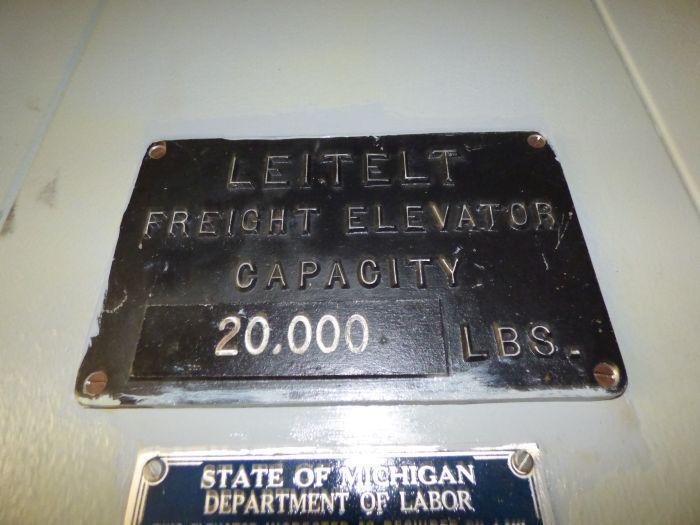 LEITELT
FREIGHT ELEVATOR
CAPACITY
20.000 LBS.
STATE OF MICHIGAN
DEPARTMENT OF LABOR